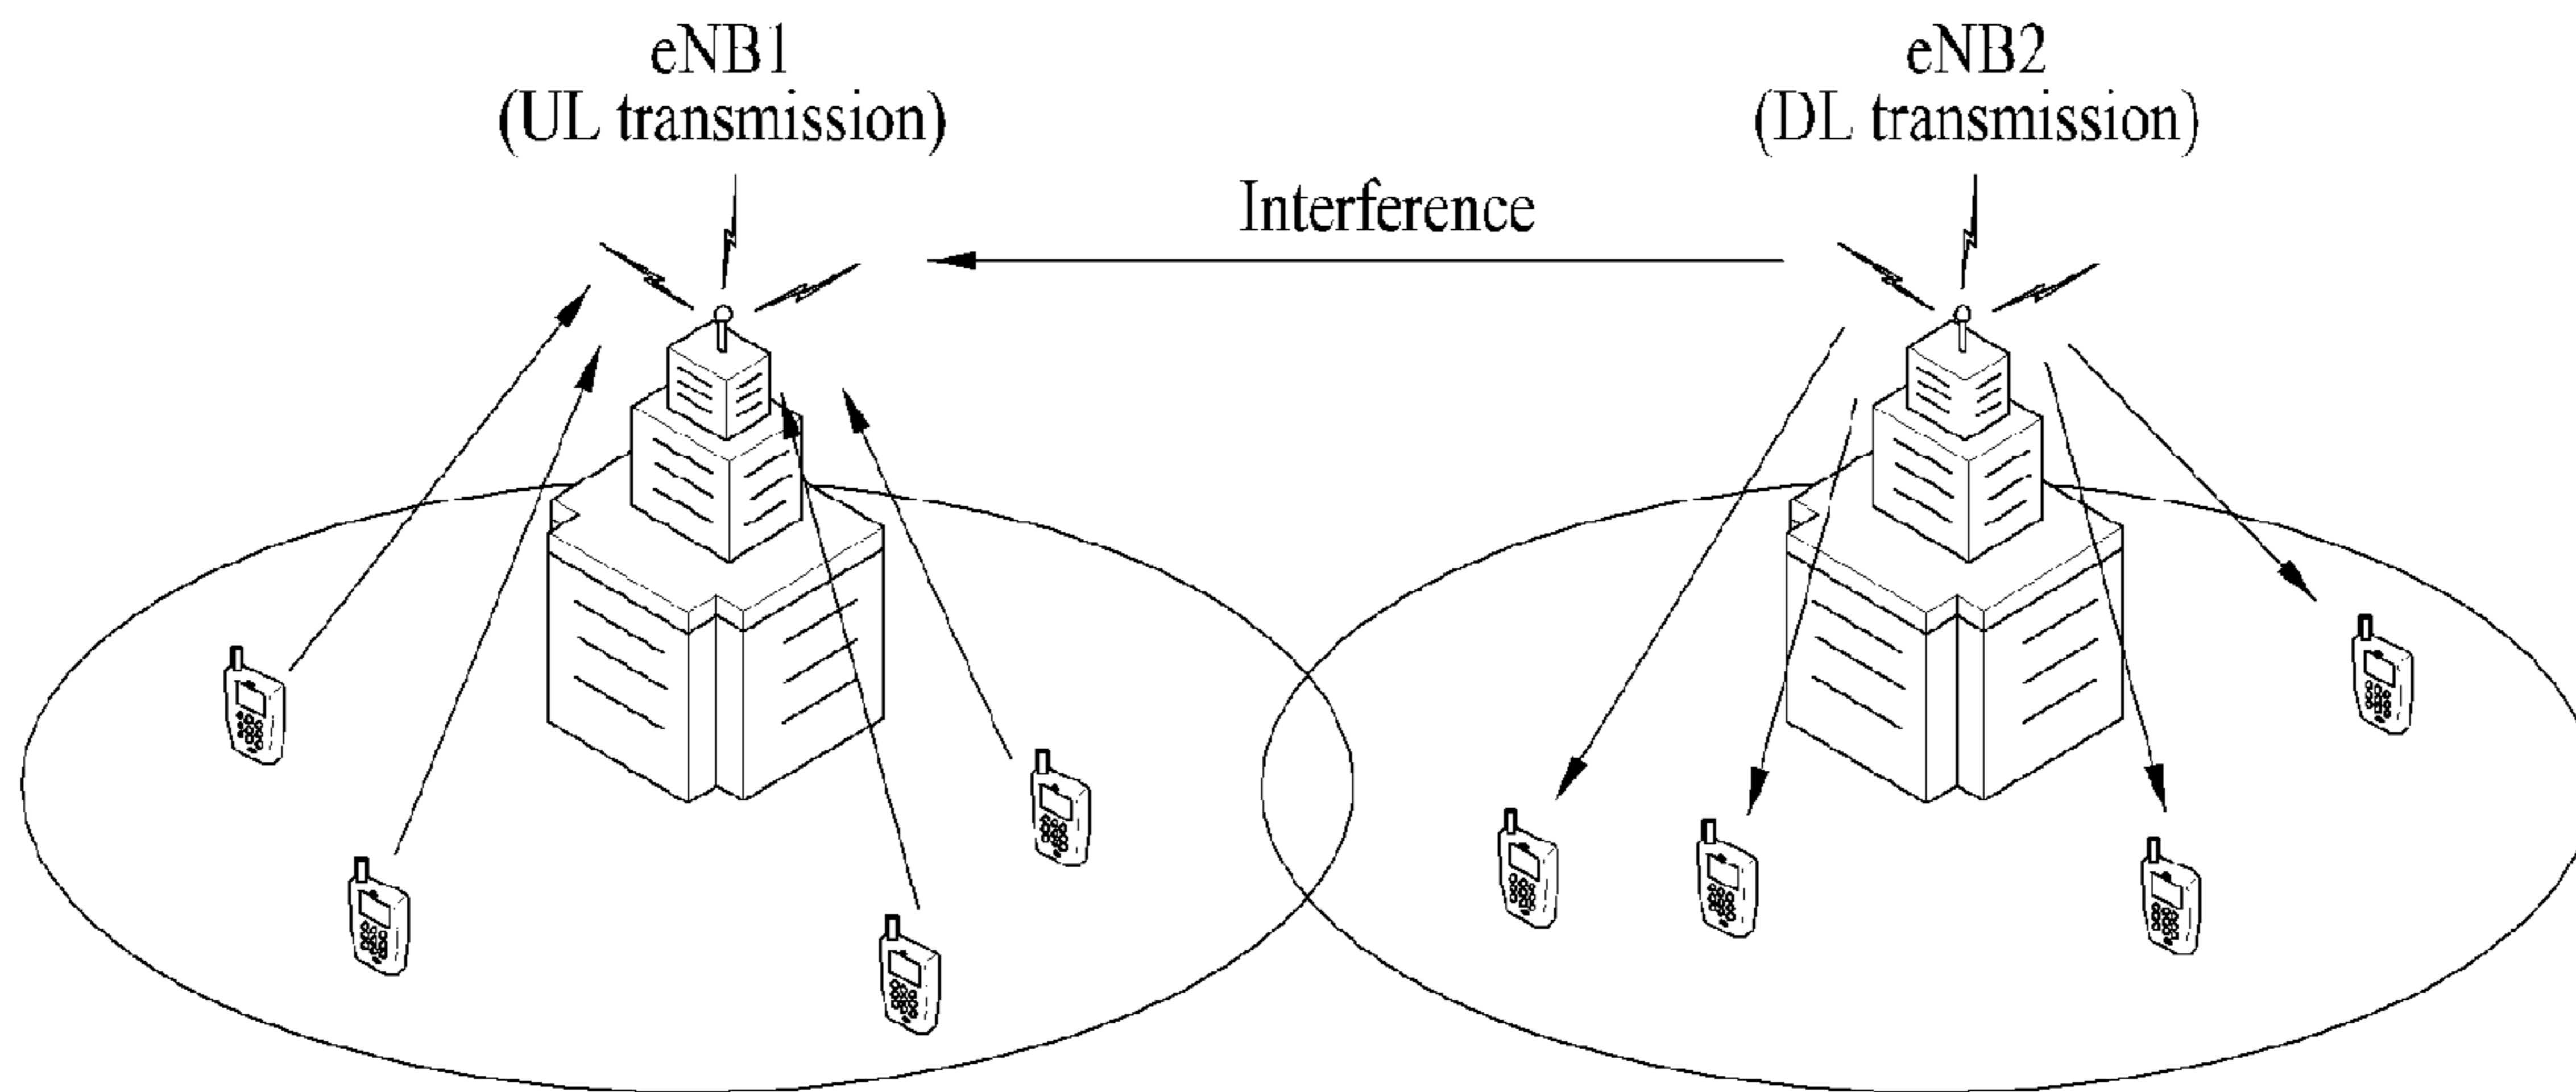 eNB1
(UL transmission)
eNB2
(DL transmission)
Interference